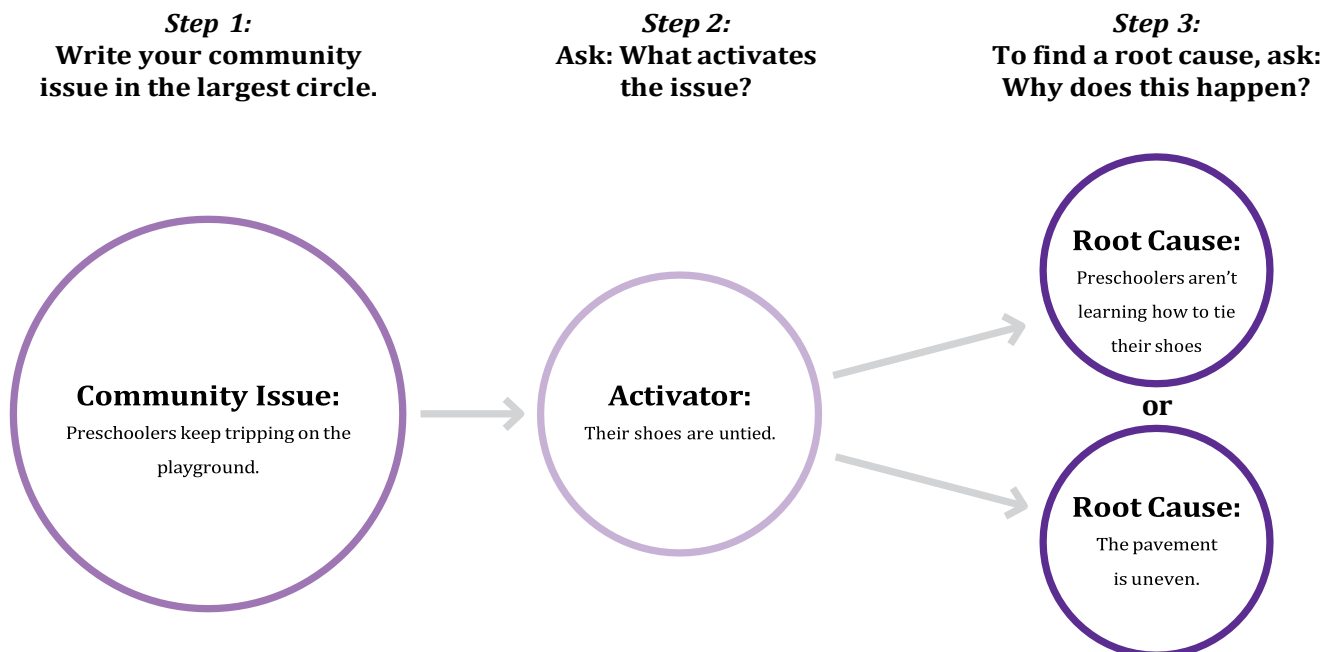 Step 1:
Write your community
issue in the largest circle.
Step 2:
Ask: What activates
the issue?
Step 3:
To find a root cause, ask:
Why does this happen?
Community Issue:
Preschoolers keep tripping on the
playground.
Activator:
Their shoes are untied.
Root Cause:
Preschoolers aren’t
learning how to tie
their shoes
or
Root Cause:
The pavement
is uneven.